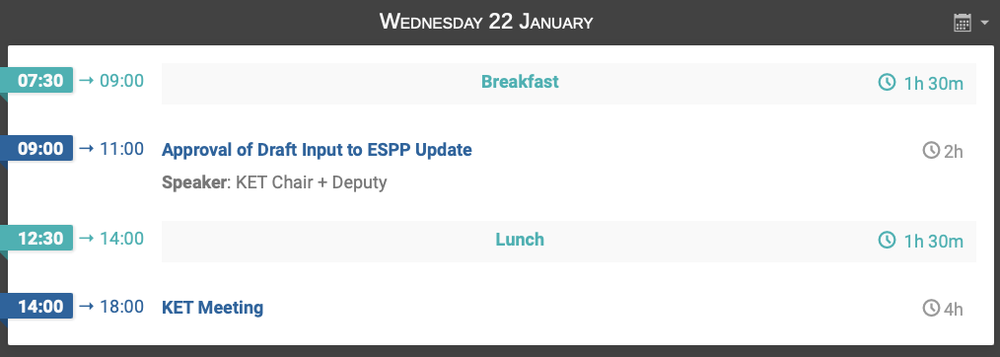 Wednesday 22 January
07:30 → 09:00 Breakfast 1h 30m
09:00 → 11:00 Approval of Draft Input to ESPP Update 2h
Speaker: KET Chair + Deputy
12:30 → 14:00 Lunch 1h 30m
14:00 → 18:00 KET Meeting 4h